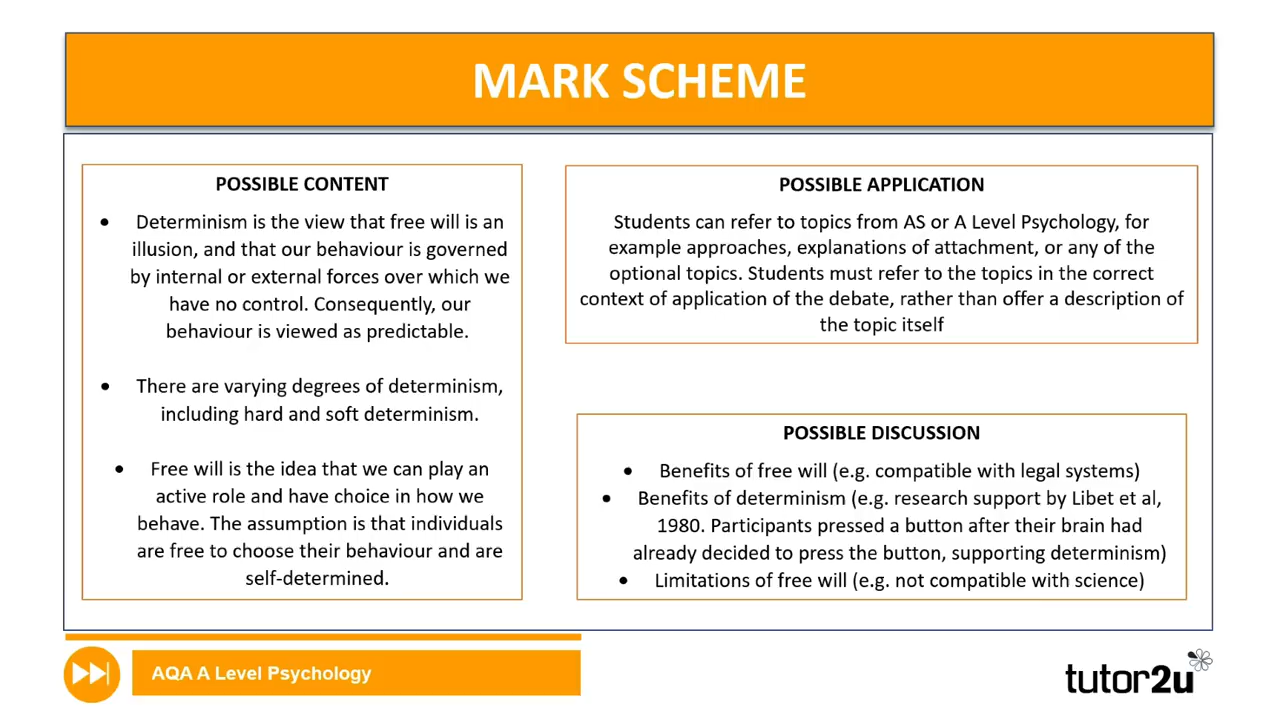 MARK SCHEME
POSSIBLE CONTENT
• Determinism is the view that free will is an
illusion, and that our behaviour is governed
by internal or external forces over which we
have no control. Consequently, our
behaviour is viewed as predictable.
• There are varying degrees of determinism,
including hard and soft determinism.
• Free will is the idea that we can play an
active role and have choice in how we
behave. The assumption is that individuals
are free to choose their behaviour and are
self-determined.
POSSIBLE APPLICATION
Students can refer to topics from AS or A Level Psychology, for
example approaches, explanations of attachment, or any of the
optional topics. Students must refer to the topics in the correct
context of application of the debate, rather than offer a description of
the topic itself
POSSIBLE DISCUSSION
• Benefits of free will (e.g. compatible with legal systems)
• Benefits of determinism (e.g. research support by Libet et al,
1980. Participants pressed a button after their brain had
already decided to press the button, supporting determinism)
• Limitations of free will (e.g. not compatible with science)
AQA A Level Psychology
tutor2u